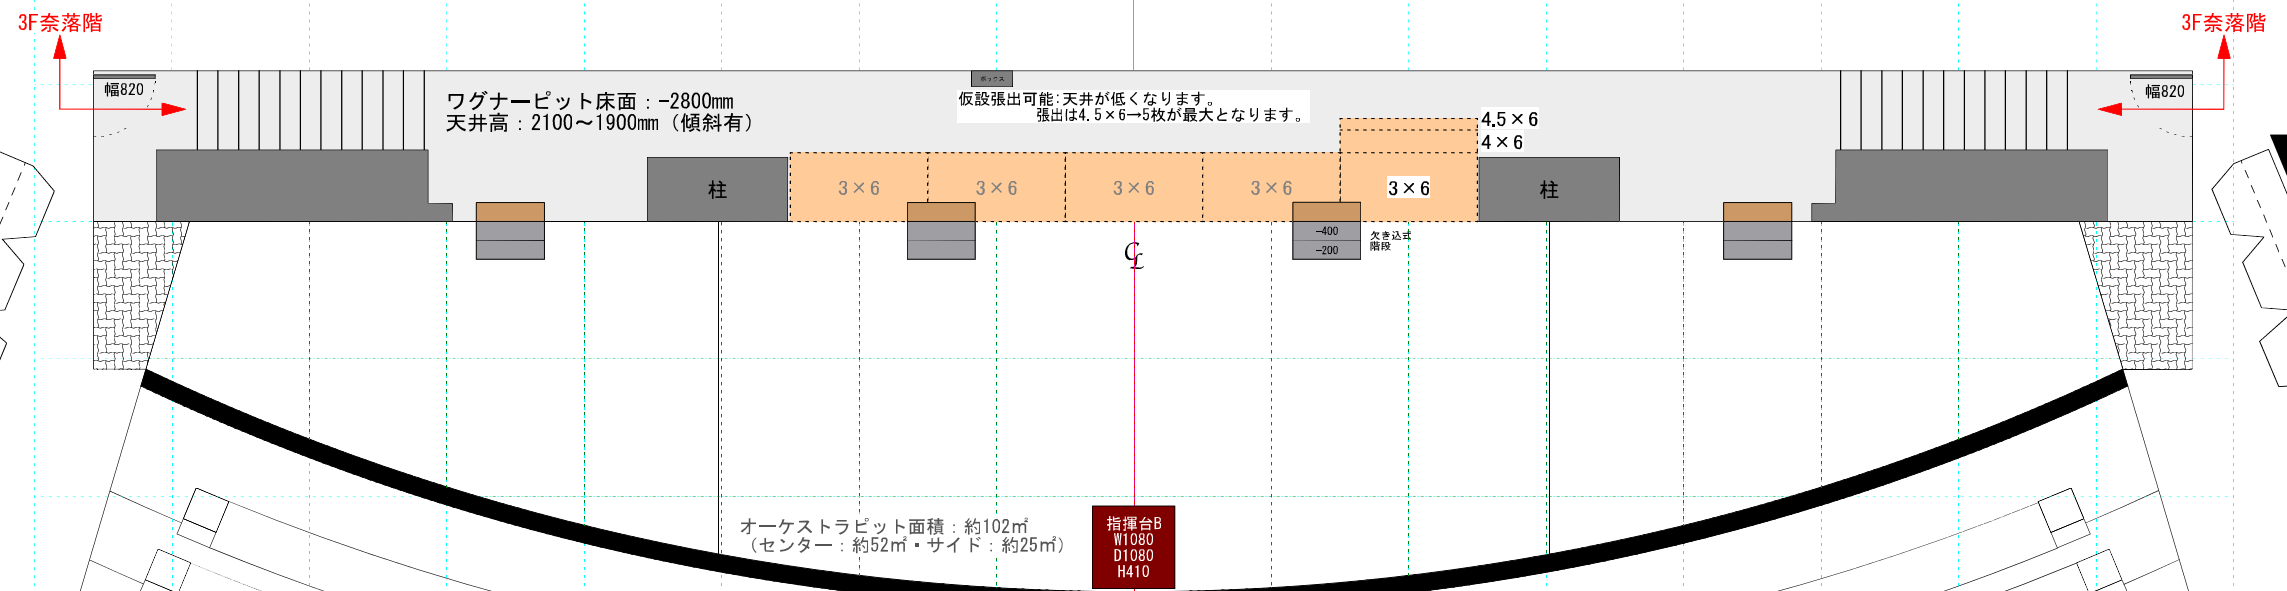 3F奈落階
3F奈落階
幅820
ボックス
幅820
ワグナーピット床面：-2800mm
天井高：2100～1900mm（傾斜有）
仮設張出可能：天井が低くなります。
張出は4.5×6→5枚が最大となります。
4.5×6
4×6
柱
3×6
3×6
3×6
3×6
3×6
柱
-400
-200
欠き込式
階段
CL
オーケストラピット面積：約102㎡
（センター：約52㎡・サイド：約25㎡）
指揮台B
W1080
D1080
H410